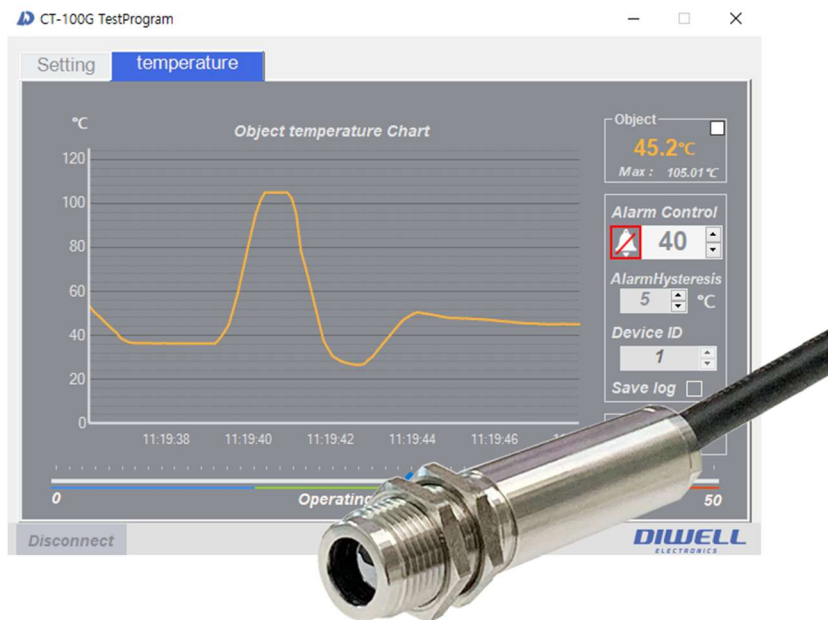 CT-100G TestProgram
Setting
temperature
℃
Object temperature Chart
120
100
80
60
40
20
0
11:19:38
11:19:40
11:19:42
11:19:44
11:19:46
Object
45.2℃
Max : 105.01℃
Alarm Control
40
AlarmHysteresis
5 ℃
Device ID
1
Save log
0
Operating
50
Disconnect
DIWELL
ELECTRONICS